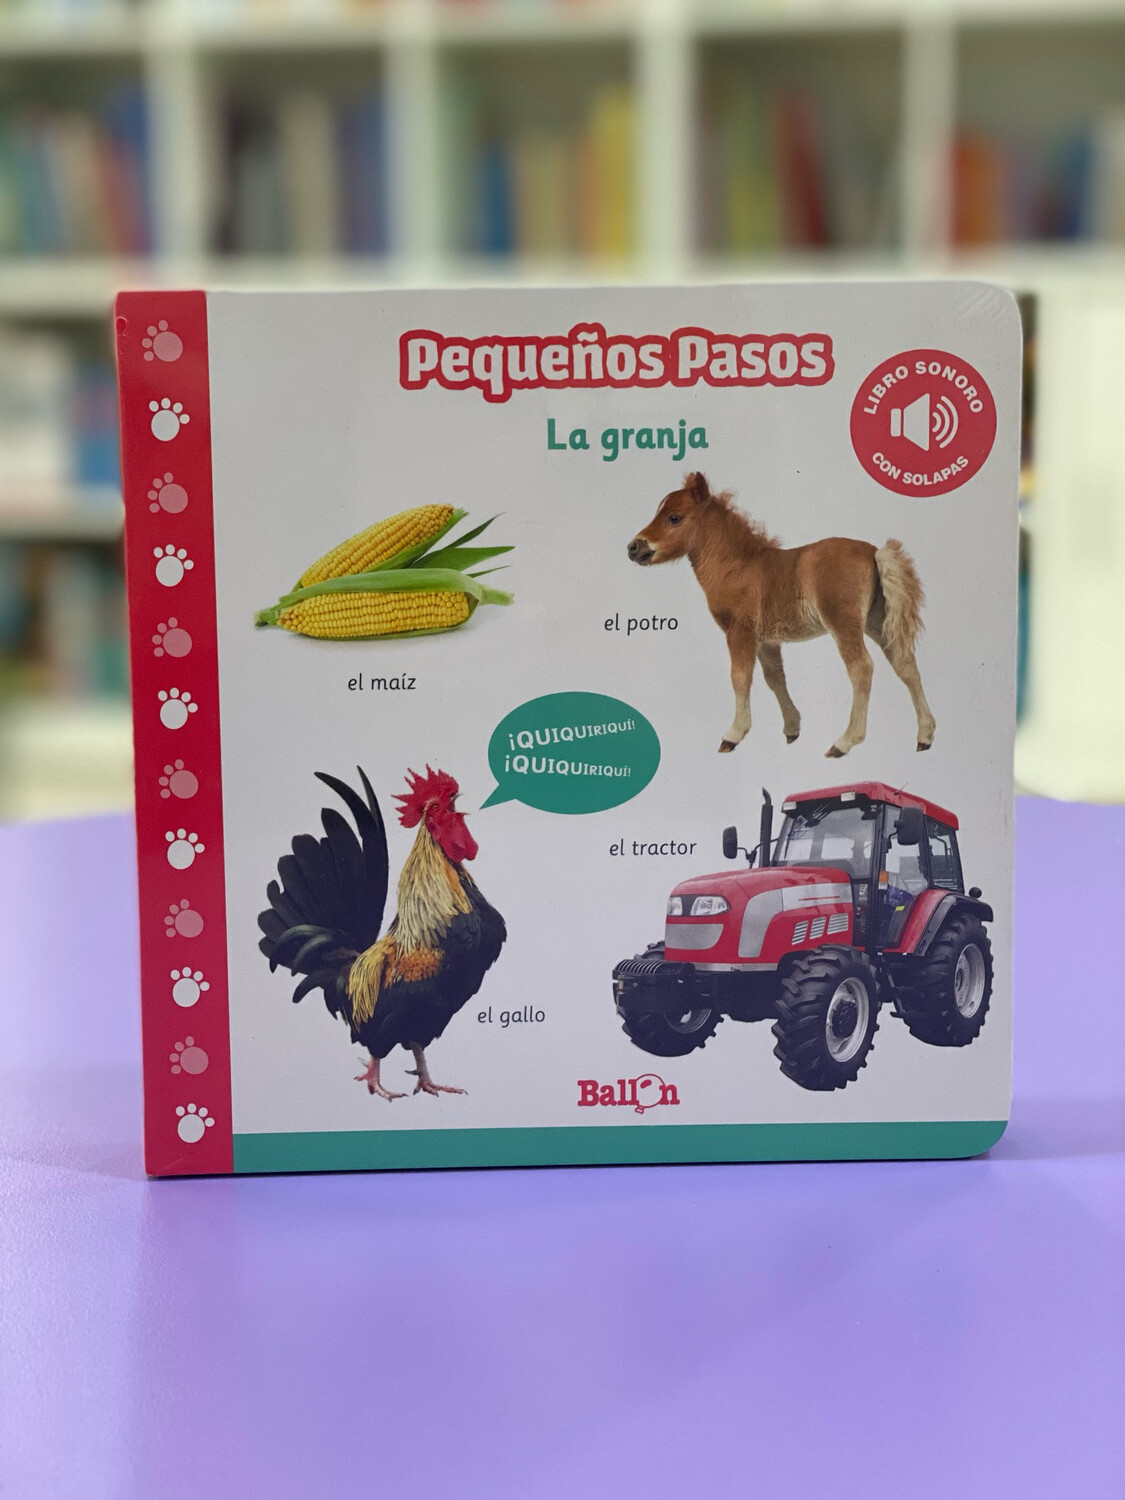 Pequeños Pasos
La granja
LIBRO SONORO
CON SOLAPAS
el maíz
el potro
¡QUIQUIRIQUÍ!
¡QUIQUIRIQUÍ!
el tractor
el gallo
Ballon